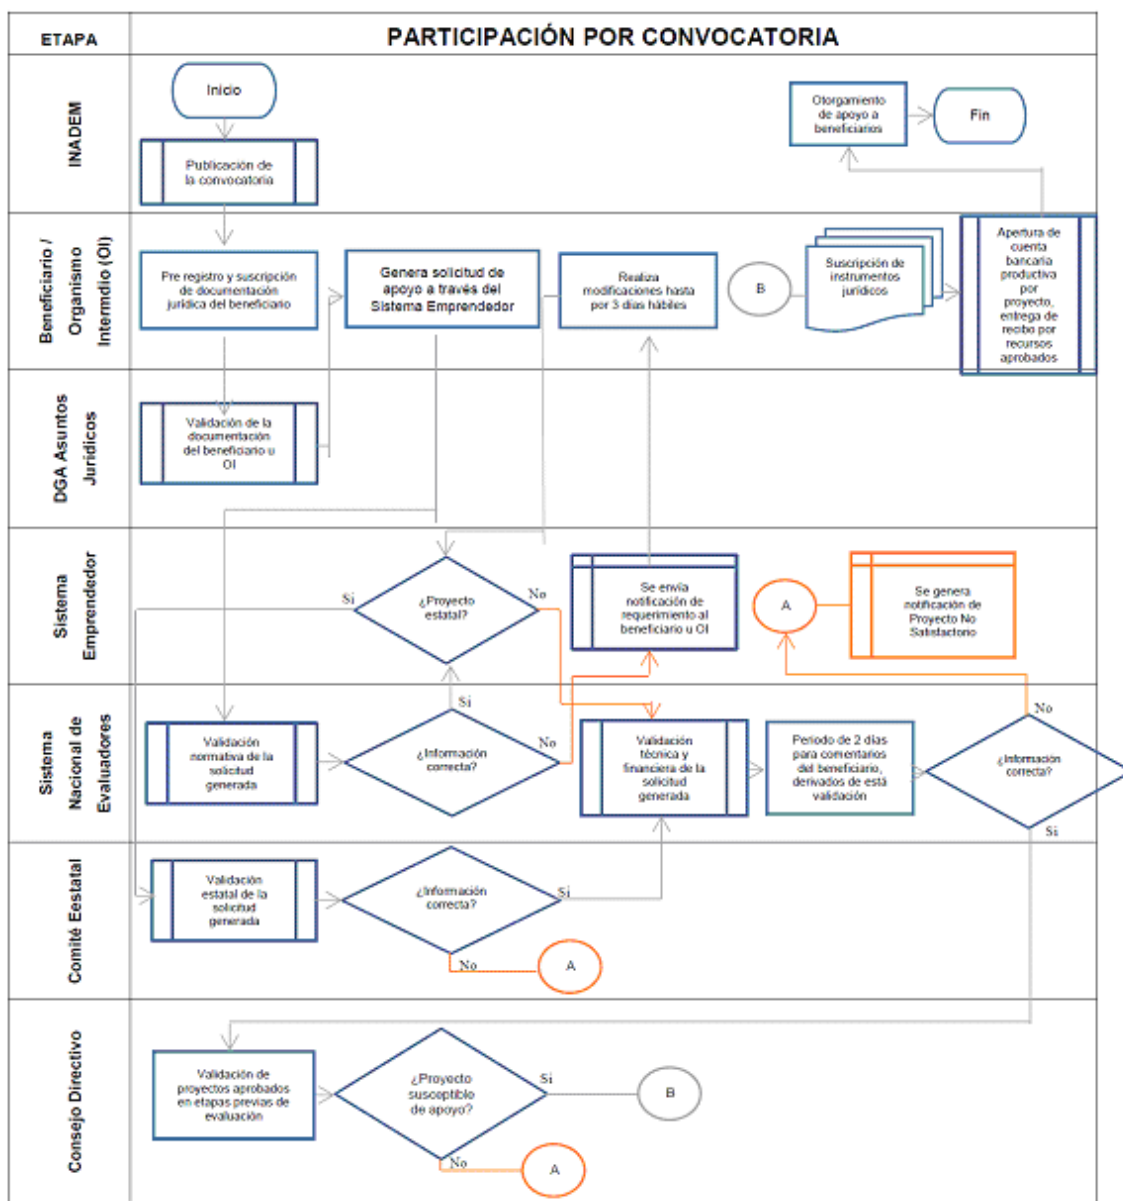 ETAPA
PARTICIPACIÓN POR CONVOCATORIA
INADEM
Inicio
Publicación de
la convocatoria
Otorgamiento
de apoyo a
beneficiarios
Fin
Beneficiario /
Organismo
Intermdio (OI)
Pre registro y suscripción
de documentación
jurídica del beneficiario
Genera solicitud de
apoyo a través del
Sistema Emprendedor
Realiza
modificaciones hasta
por 3 días hábiles
B
Suscripción de
instrumentos
jurídicos
Apertura de
cuenta
bancaria
productiva
por
proyecto,
entrega de
recibo por
recursos
aprobados
DGA Asuntos
Jurídicos
Validación de la
documentación
del beneficiario u
OI
Sistema
Emprendedor
Si
¿Proyecto
estatal?
No
Se envía
notificación de
requerimiento al
beneficiario u OI
A
Se genera
notificación de
Proyecto No
Satisfactorio
Sistema
Nacional de
Evaluadores
Validación
normativa de la
solicitud
generada
Si
¿Información
correcta?
No
Validación
técnica y
financiera de la
solicitud
generada
Periodo de 2 días
para comentarios
del beneficiario,
derivados de está
validación
No
¿Información
correcta?
Si
Comité Eestatal
Validación
estatal de la
solicitud
generada
¿Información
correcta?
Si
No
A
Consejo Directivo
Validación de
proyectos aprobados
en etapas previas de
evaluación
¿Proyecto
susceptible
de apoyo?
Si
B
No
A